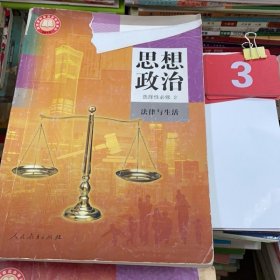 思想
政治
选择性必修 2
法律与生活
人民教育出版社
3